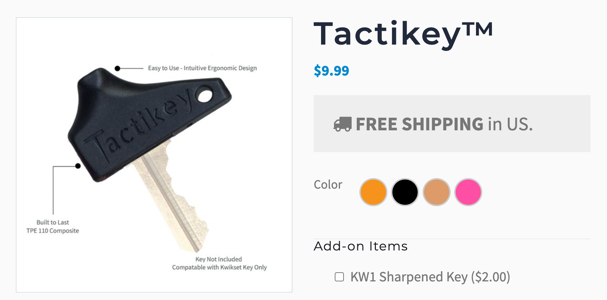 Tactikey™
$9.99
FREE SHIPPING in US.
Color
Add-on Items
KW1 Sharpened Key ($2.00)
Easy to Use - Intuitive Ergonomic Design
Tactikey
Built to Last
TPE 110 Composite
Key Not Included
Compatable with Kwikset Key Only